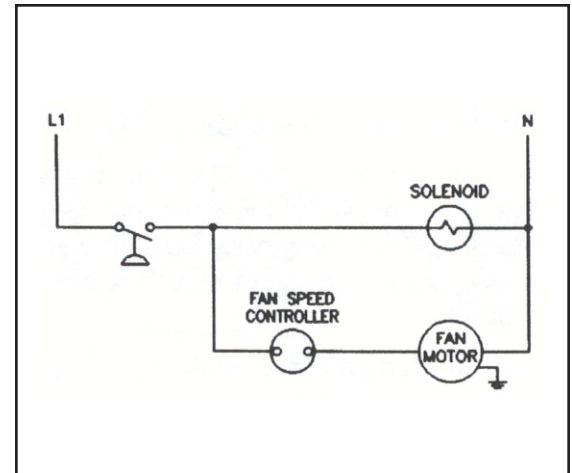 L1
N
SOLENOID
FAN SPEED
CONTROLLER
FAN
MOTOR